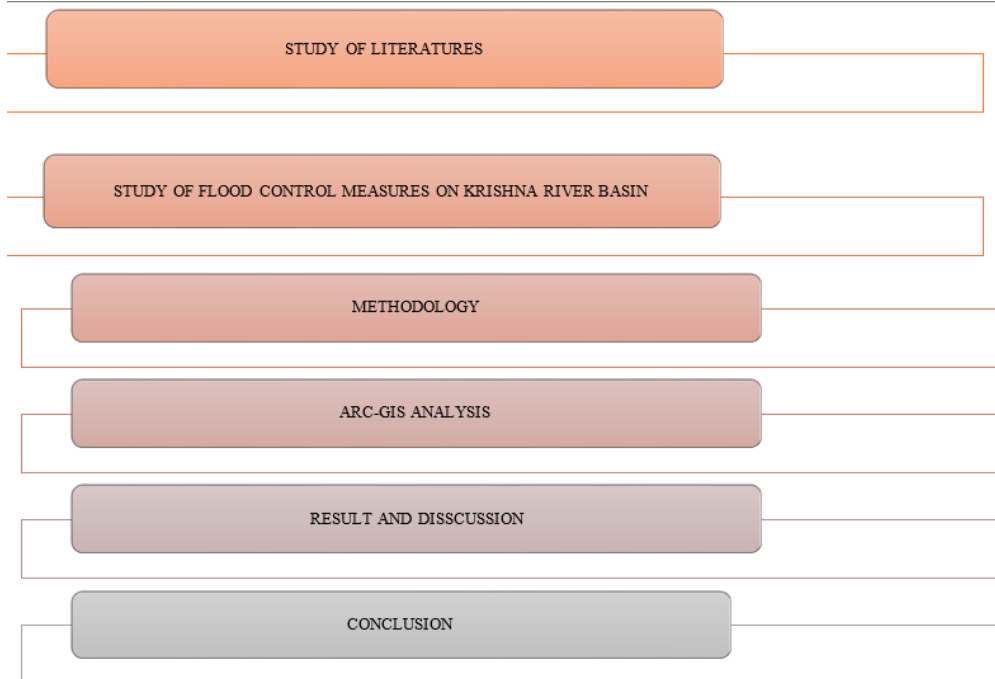 STUDY OF LITERATURES
STUDY OF FLOOD CONTROL MEASURES ON KRISHNA RIVER BASIN
METHODOLOGY
ARC-GIS ANALYSIS
RESULT AND DISSCUSSION
CONCLUSION